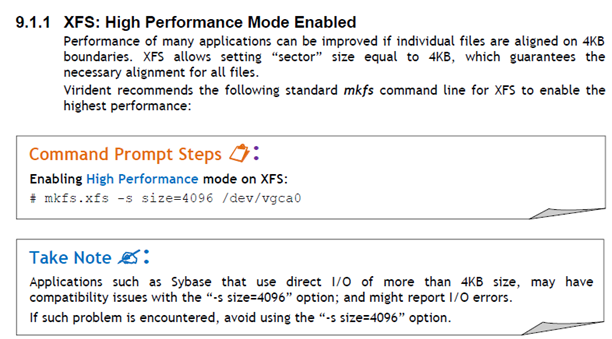 9.1.1 XFS: High Performance Mode Enabled
Performance of many applications can be improved if individual files are aligned on 4KB
boundaries. XFS allows setting “sector” size equal to 4KB, which guarantees the
necessary alignment for all files.
Virident recommends the following standard mkfs command line for XFS to enable the
highest performance:
Command Prompt Steps :
Enabling High Performance mode on XFS:
# mkfs.xfs -s size=4096 /dev/vgca0
Take Note :
Applications such as Sybase that use direct I/O of more than 4KB size, may have
compatibility issues with the “-s size=4096” option; and might report I/O errors.
If such problem is encountered, avoid using the “-s size=4096” option.